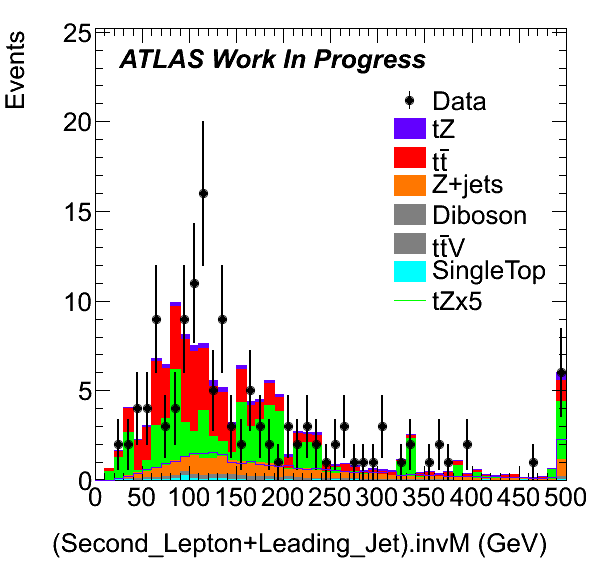 Events
25
20
15
10
5
0
ATLAS Work In Progress
Data
tZ
tt̄
Z+jets
Diboson
tt̄V
SingleTop
tZx5
0 50 100 150 200 250 300 350 400 450 500
(Second_Lepton+Leading_Jet).invM (GeV)